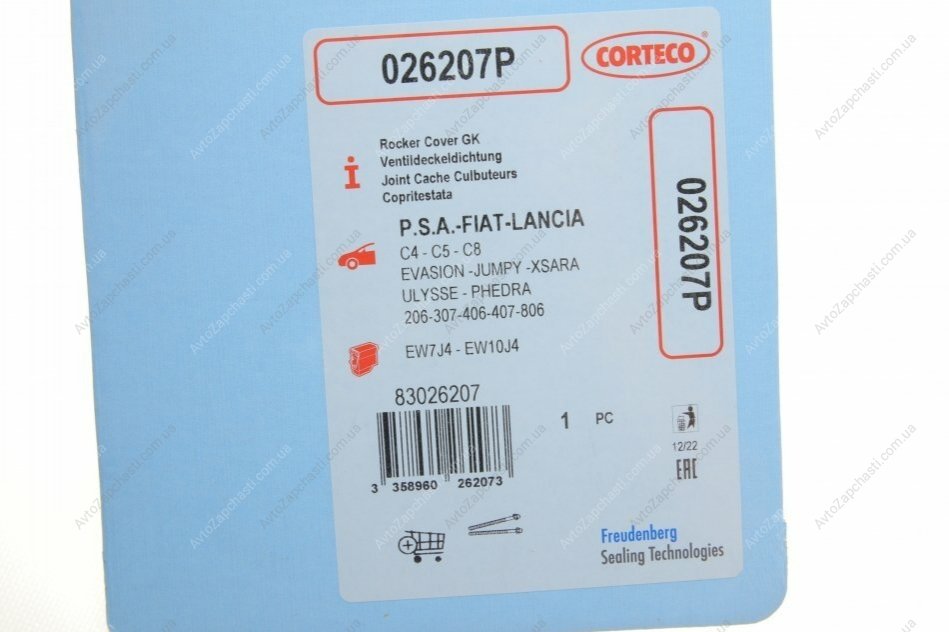 026207P
CORTECO®
Rocker Cover GK
Ventildeckeldichtung
Joint Cache Culbuteurs
Copritestata
P.S.A.-FIAT-LANCIA
C4 - C5 - C8
EVASION -JUMPY -XSARA
ULYSSE - PHEDRA
206-307-406-407-806
EW7J4 - EW10J4
83026207
3 358960 262073
1 PC
12/22
EAC
026207P
Freudenberg
Sealing Technologies
AvtoZapchasti.com.ua